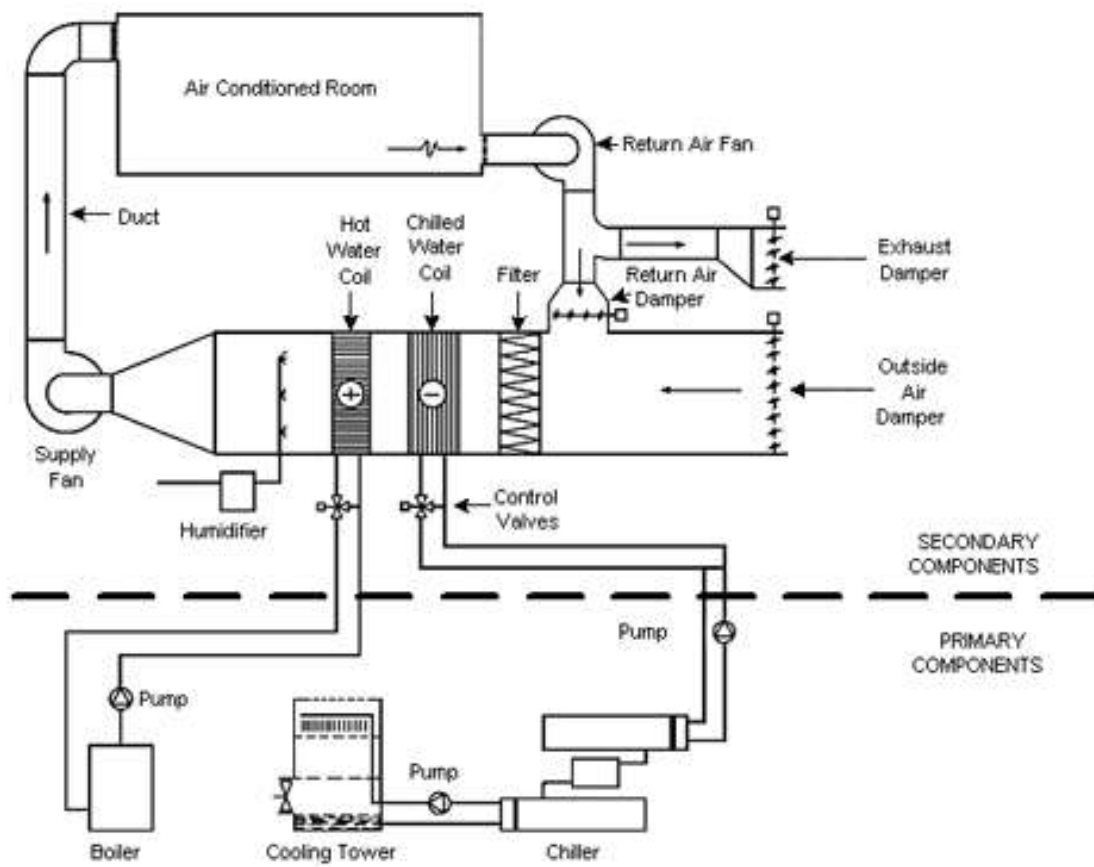 Air Conditioned Room
Return Air Fan
Duct
Hot
Water
Coil
Chilled
Water
Coil
Filter
Return Air
Damper
Exhaust
Damper
Outside
Air
Damper
Supply
Fan
Humidifier
Control
Valves
SECONDARY
COMPONENTS
Pump
PRIMARY
COMPONENTS
Pump
Pump
Boiler
Cooling Tower
Chiller